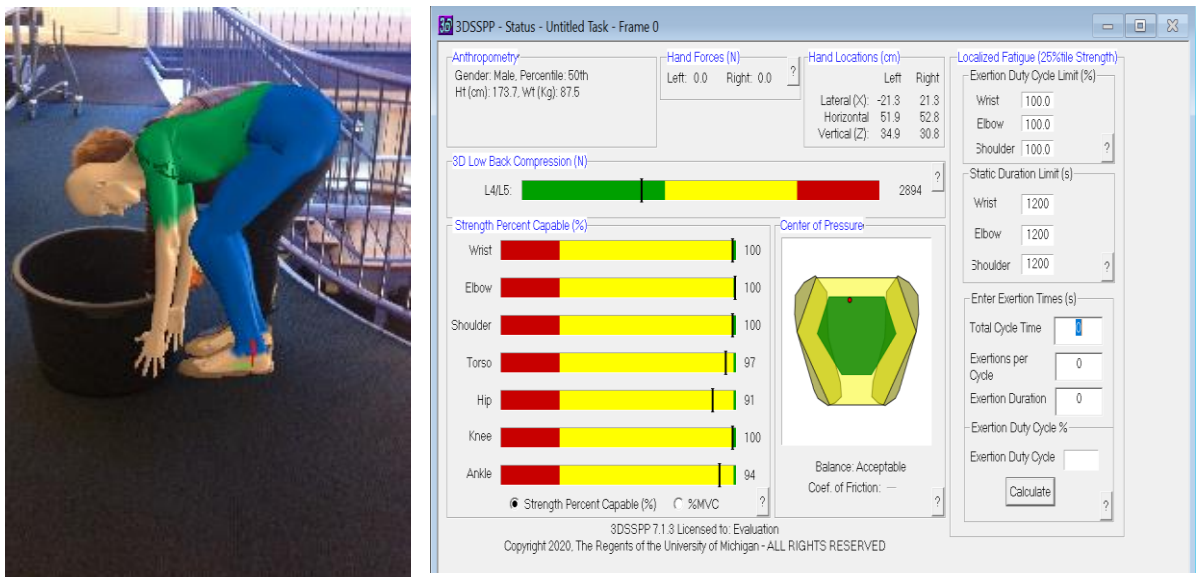 3DSSPP - Status - Untitled Task - Frame 0
Anthropometry
Gender: Male, Percentile: 50th
Ht (cm): 173.7, Wt (Kg): 87.5
Hand Forces (N)
Left: 0.0 Right: 0.0
?
Hand Locations (cm)
Left Right
Lateral (X): -21.3 21.3
Horizontal 51.9 52.8
Vertical (Z): 34.9 30.8
3D Low Back Compression (N)
L4/L5: 2894
?
Strength Percent Capable (%)
Wrist 100
Elbow 100
Shoulder 100
Torso 97
Hip 91
Knee 100
Ankle 94
Strength Percent Capable (%) %MVC
?
Center of Pressure
Balance: Acceptable
Coef. of Friction: —
?
Localized Fatigue (25%tile Strength)
Exertion Duty Cycle Limit (%)
Wrist 100.0
Elbow 100.0
Shoulder 100.0
?
Static Duration Limit (s)
Wrist 1200
Elbow 1200
Shoulder 1200
?
Enter Exertion Times (s)
Total Cycle Time 0
Exertions per
Cycle 0
Exertion Duration 0
Exertion Duty Cycle %
Exertion Duty Cycle
Calculate
?
3DSSPP 7.1.3 Licensed to: Evaluation
Copyright 2020, The Regents of the University of Michigan - ALL RIGHTS RESERVED